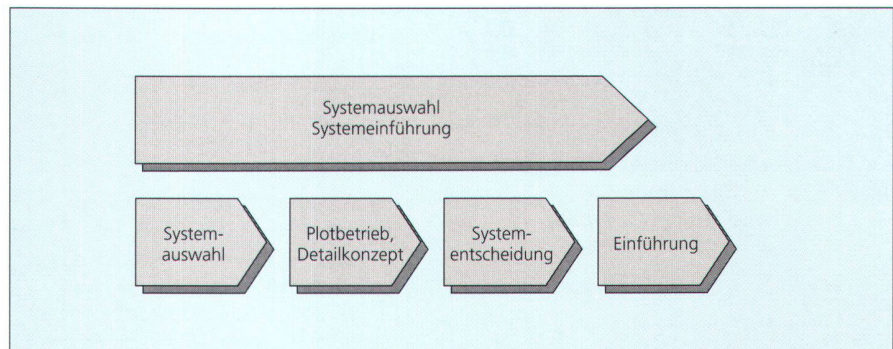 Systemauswahl
Systemeinführung
System-
auswahl
Plotbetrieb,
Detailkonzept
System-
entscheidung
Einführung